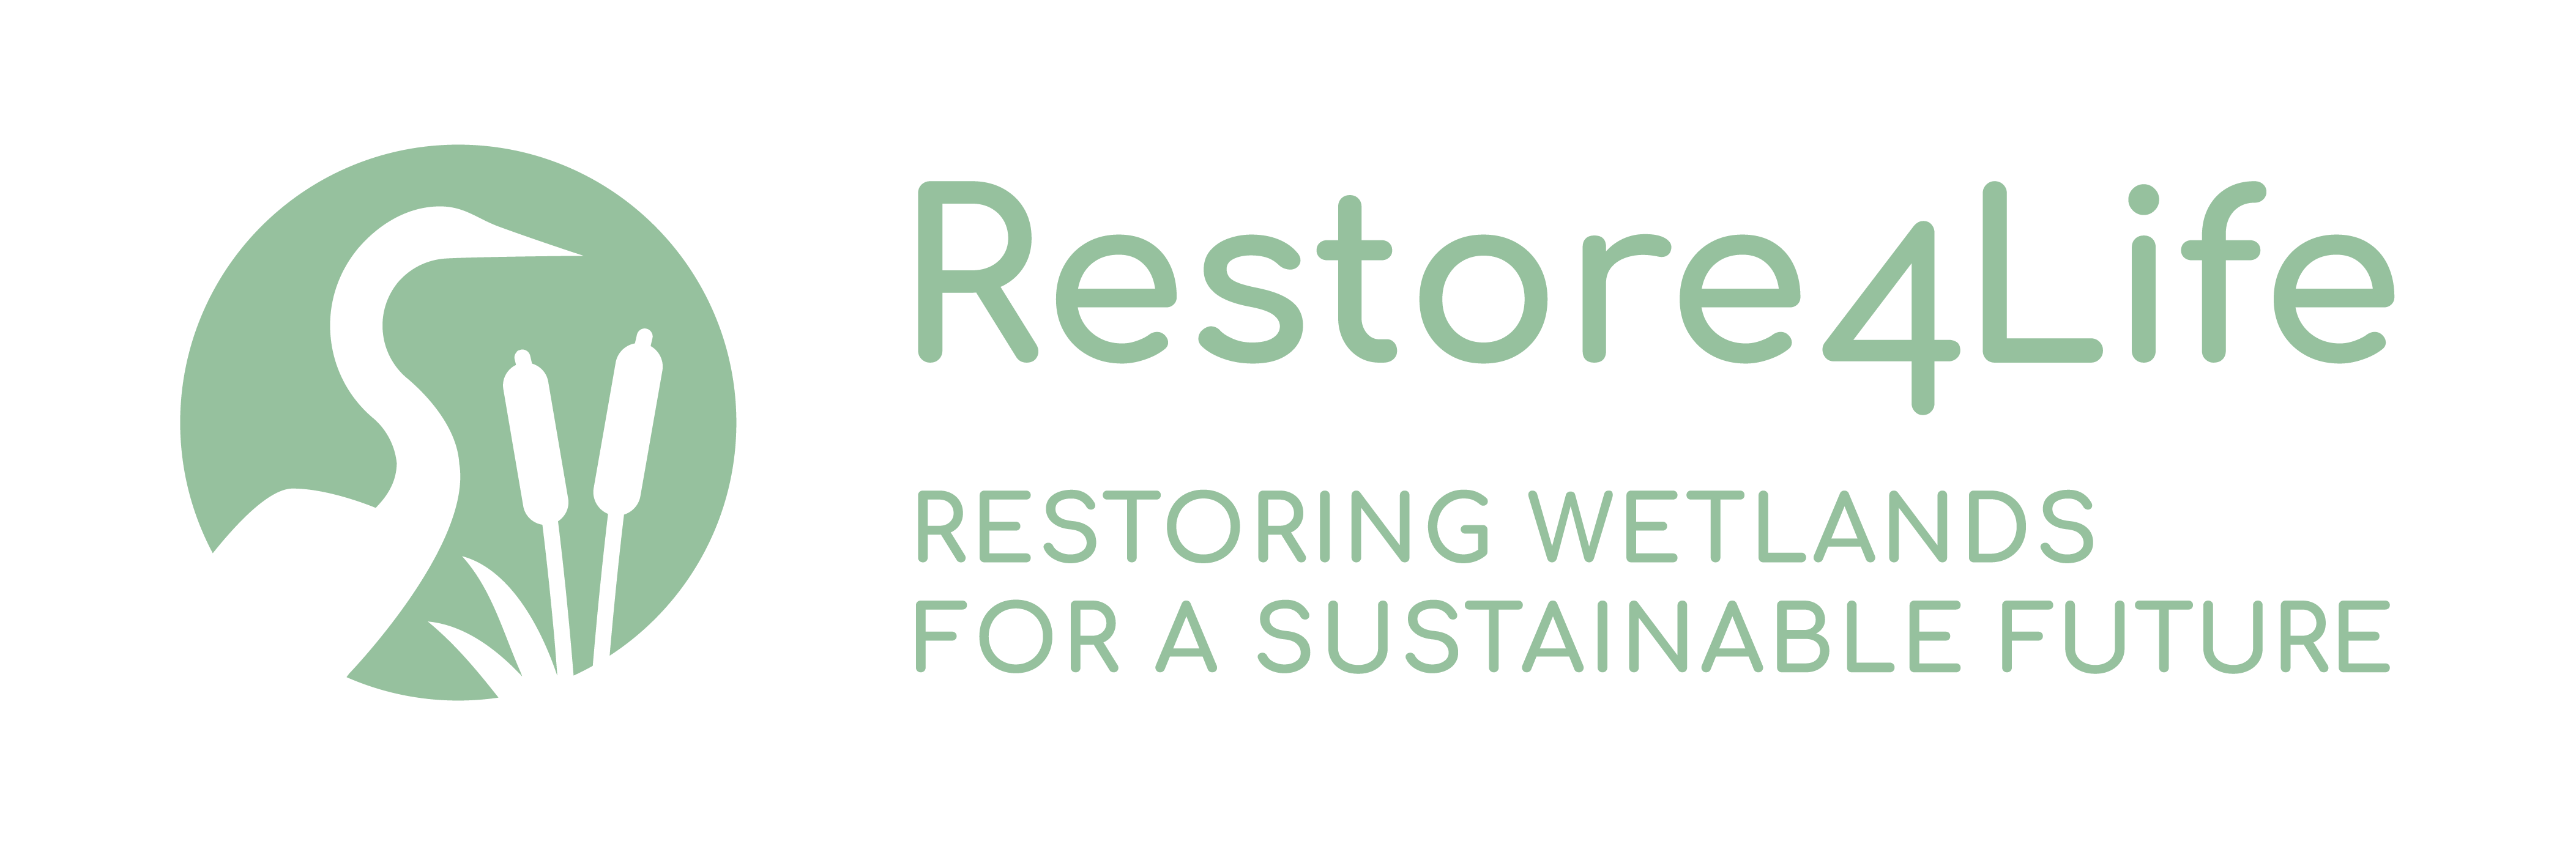 Restore4Life
RESTORING WETLANDS
FOR A SUSTAINABLE FUTURE